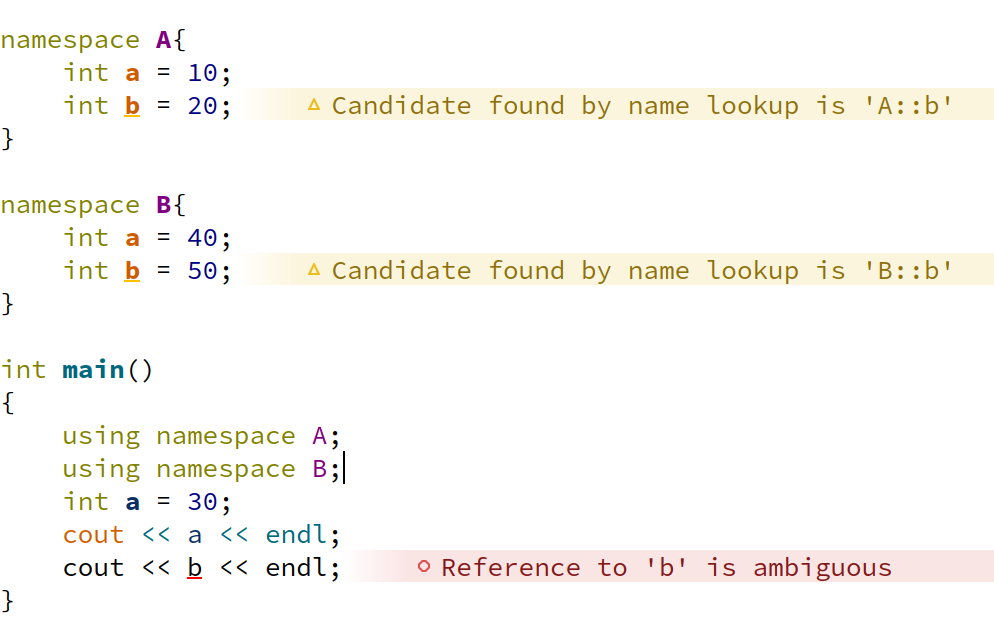 namespace A{
    int a = 10;
    int b = 20; Candidate found by name lookup is 'A::b'
}

namespace B{
    int a = 40;
    int b = 50; Candidate found by name lookup is 'B::b'
}

int main()
{
    using namespace A;
    using namespace B;
    int a = 30;
    cout << a << endl;
    cout << b << endl; Reference to 'b' is ambiguous
}